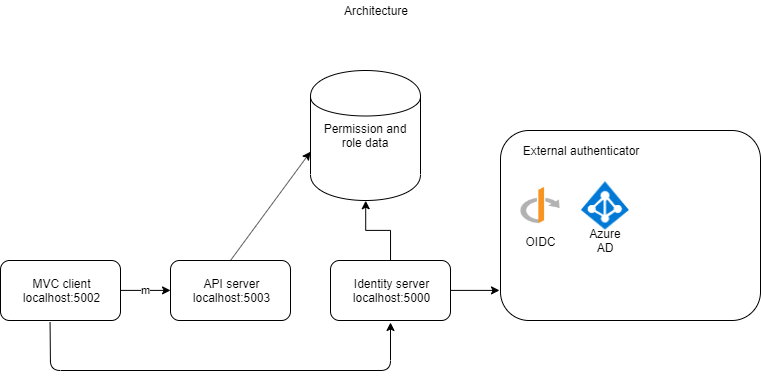 Architecture
Permission and
role data
External authenticator
OIDC
Azure
AD
MVC client
localhost:5002
m
API server
localhost:5003
Identity server
localhost:5000